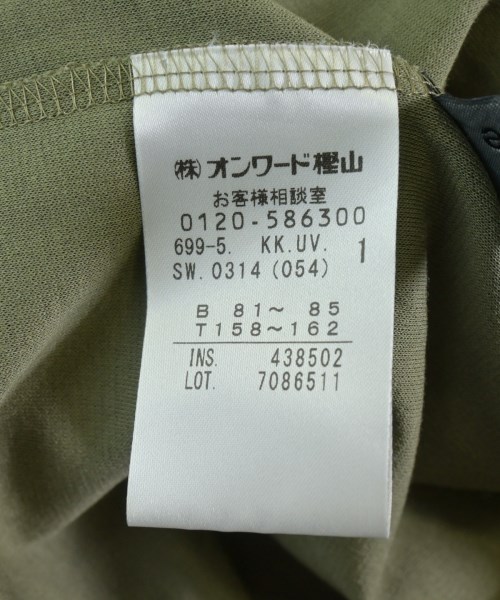 ㈱オンワード樫山
お客様相談室
0120-586300
699-5. KK.UV. 1
SW.0314(054)
B 81～ 85
T158～162
INS. 438502
LOT. 7086511